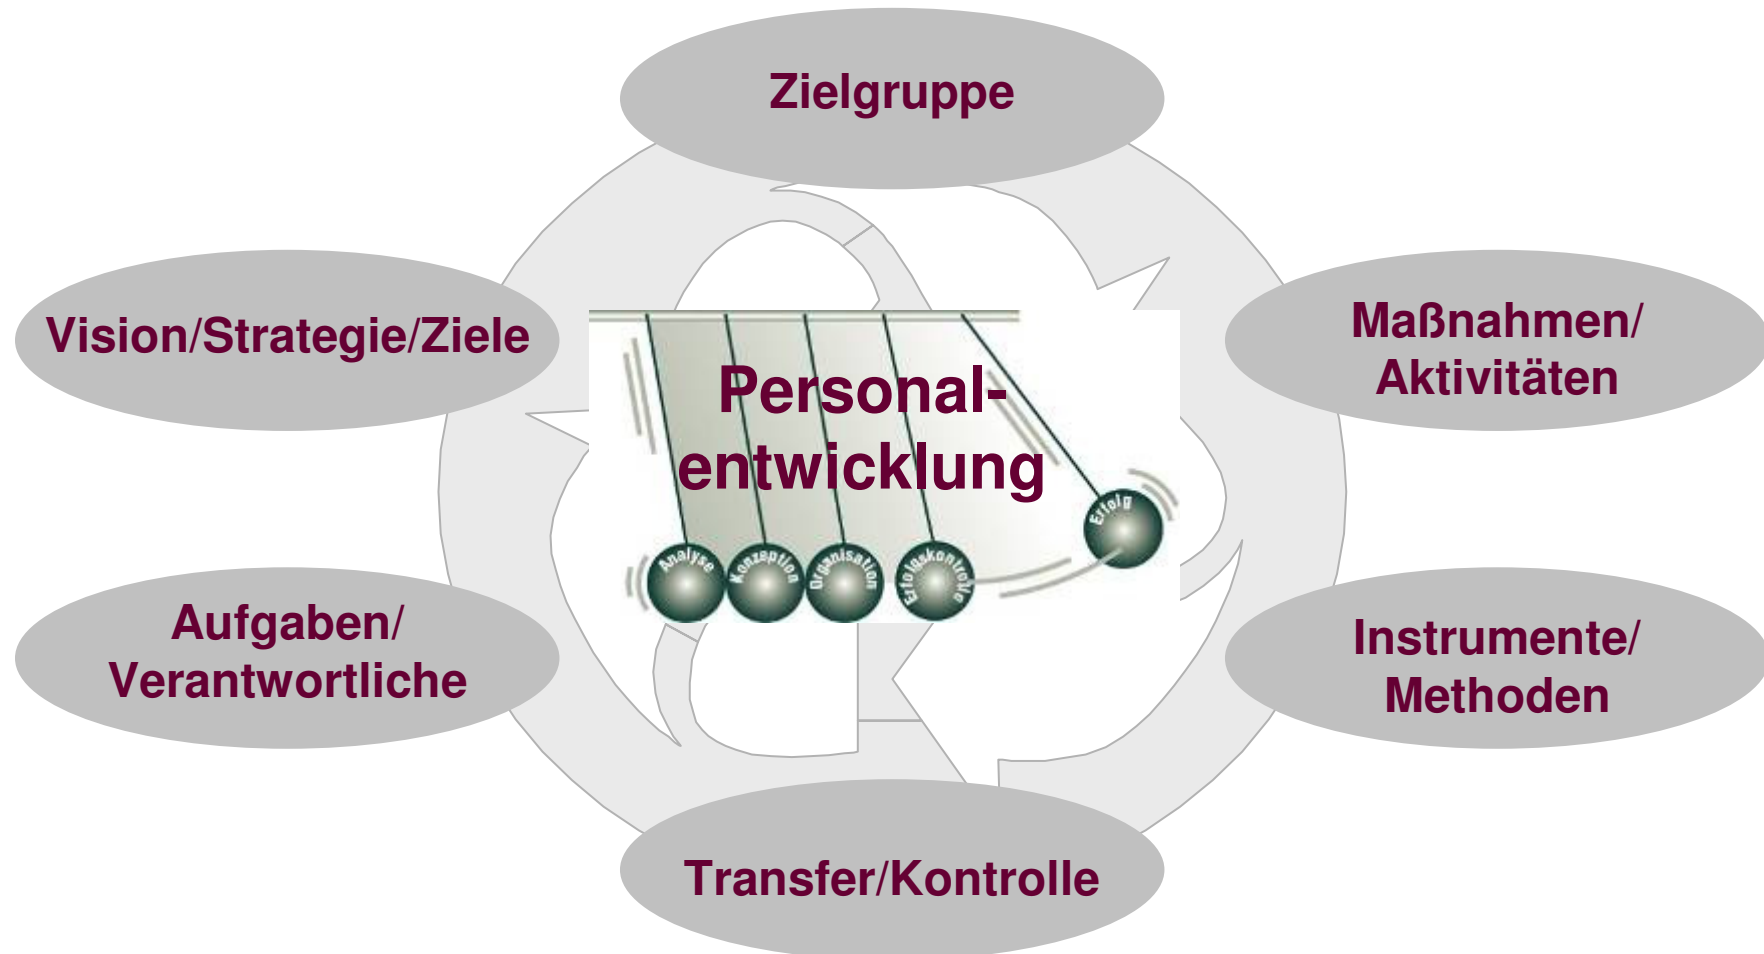 Zielgruppe
Vision/Strategie/Ziele
Maßnahmen/
Aktivitäten
Personal-
entwicklung
Erfolg
Analyse
Konzeption
Organisation
Erfolgskontrolle
Aufgaben/
Verantwortliche
Instrumente/
Methoden
Transfer/Kontrolle